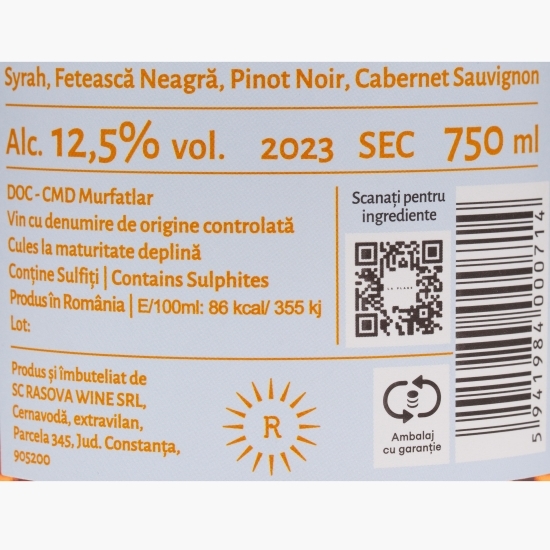 Syrah, Fetească Neagră, Pinot Noir, Cabernet Sauvignon
Alc. 12,5% vol. 2023 SEC 750 ml
DOC - CMD Murfatlar
Vin cu denumire de origine controlată
Cules la maturitate deplină
Conține Sulfiți | Contains Sulphites
Produs în România | E/100ml: 86 kcal/ 355 kj
Lot:
Scanați pentru
ingrediente
LA PLAGE
5 941984 000714
Produs și îmbuteliat de
SC RASOVA WINE SRL,
Cernavodă, extravilan,
Parcela 345, Jud. Constanța,
905200
R
Ambalaj
cu garanție